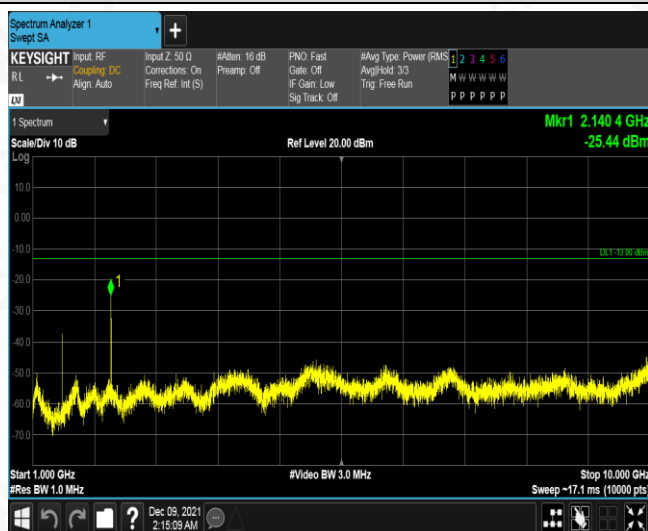 Spectrum Analyzer 1
Swept SA
+
KEYSIGHT
RL
LXI
Input: RF
Coupling: DC
Align: Auto
Input Z: 50 Ω
Corrections: On
Freq Ref: Int (S)
#Atten: 16 dB
Preamp: Off
PNO: Fast
Gate: Off
IF Gain: Low
Sig Track: Off
#Avg Type: Power (RMS
Avg|Hold: 3/3
Trig: Free Run
1 2 3 4 5 6
M W W W W W
P P P P P P
1 Spectrum
Scale/Div 10 dB
Ref Level 20.00 dBm
Mkr1 2.140 4 GHz
-25.44 dBm
Log
10.0
0.00
-10.0
-20.0
-30.0
-40.0
-50.0
-60.0
-70.0
DL1 -13.00 dBm
1
Start 1.000 GHz
#Res BW 1.0 MHz
#Video BW 3.0 MHz
Stop 10.000 GHz
Sweep ~17.1 ms (10000 pts)
?
Dec 09, 2021
2:15:09 AM